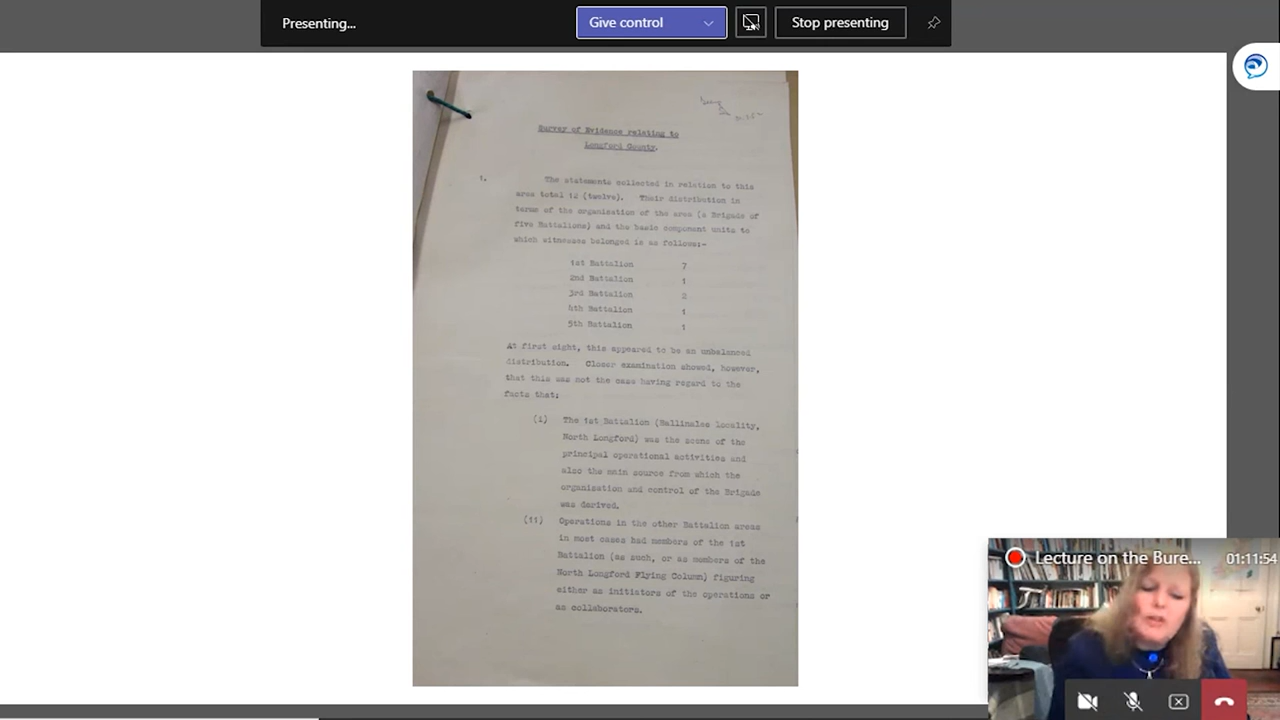 Presenting...
Give control
Stop presenting
Survey of Evidence relating to
Longford County.
1.
The statements collected in relation to this
area total 12 (twelve). Their distribution in
terms of the organisation of the area (a Brigade of
five Battalions) and the basic component units to
which witnesses belonged is as follows:-
1st Battalion 7
2nd Battalion 1
3rd Battalion 2
4th Battalion 1
5th Battalion 1
At first sight, this appeared to be an unbalanced
distribution. Closer examination showed, however,
that this was not the case having regard to the
facts that:
(i) The 1st Battalion (Ballinalee locality,
North Longford) was the scene of the
principal operational activities and
also the main source from which the
organisation and control of the Brigade
was derived.
(ii) Operations in the other Battalion areas
in most cases had members of the 1st
Battalion (as such, or as members of the
North Longford Flying Column) figuring
either as initiators of the operations or
as collaborators.
Lecture on the Bure... 01:11:54